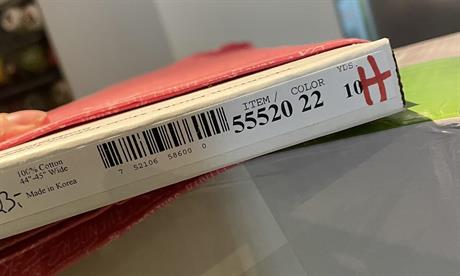 100% Cotton
44"-45" Wide
Made in Korea
7 52106 58600 0
ITEM/ COLOR YDS.
55520 22 10
H